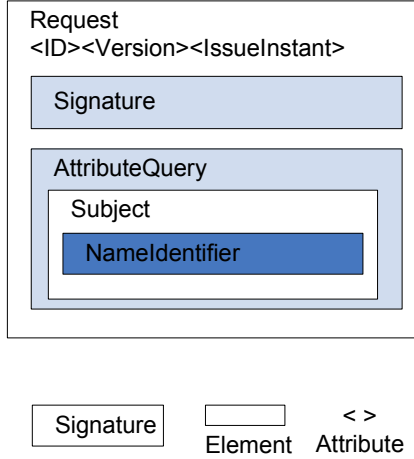 Request
<ID><Version><IssueInstant>
Signature
AttributeQuery
Subject
NameIdentifier
Signature
< >
Element Attribute